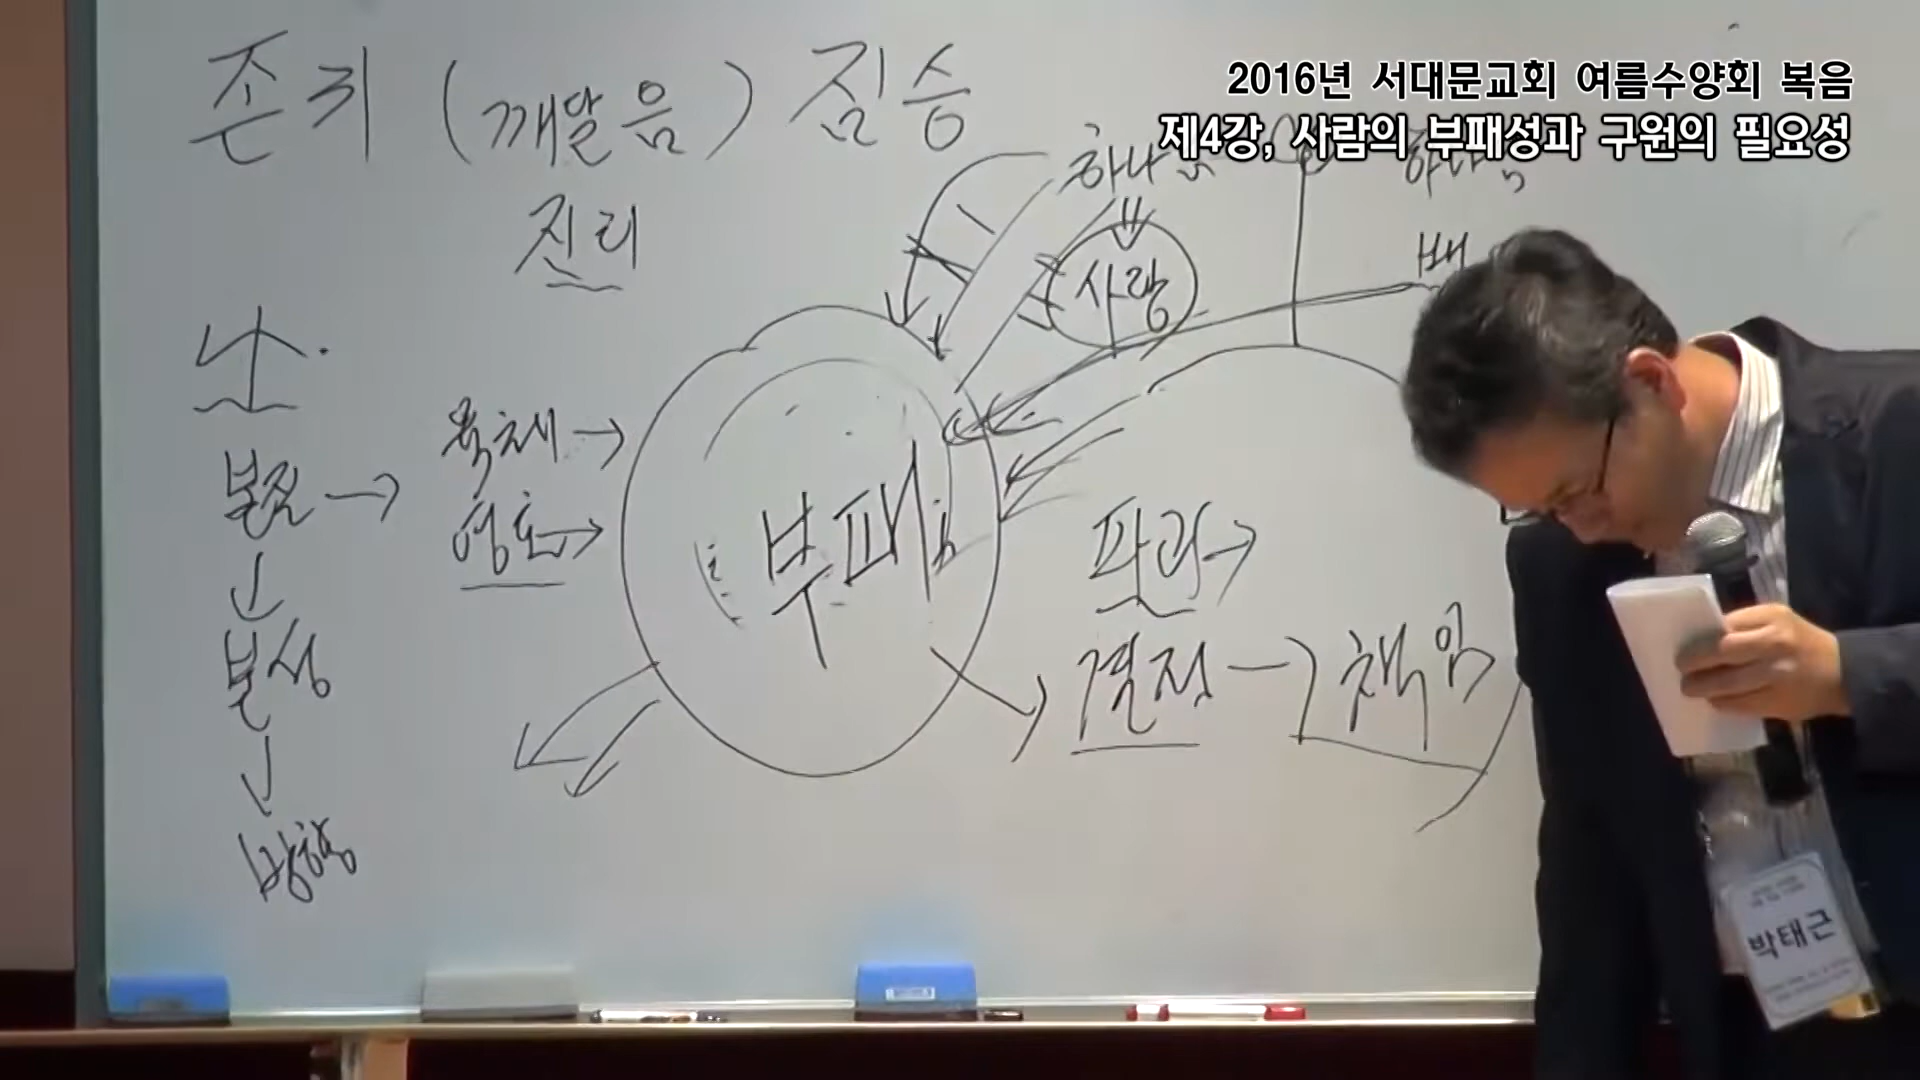 2016년 서대문교회 여름수양회 복음
제4강, 사람의 부패성과 구원의 필요성
존귀 (깨달음) 짐승
진리
하나
사람
육체→
영혼→
부패
파괴→
결정→ 책임
본질→
본성
방향
박태근